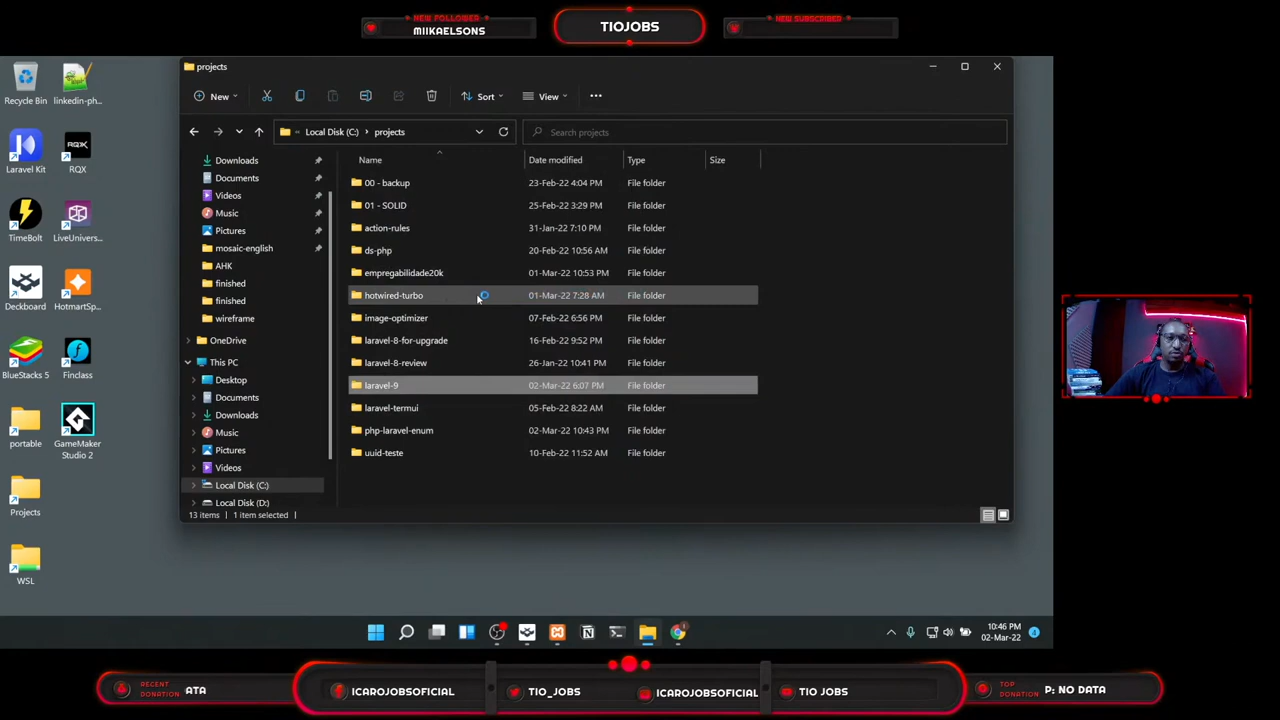 NEW FOLLOWER
MIIKAELSONS
TIOJOBS
NEW SUBSCRIBER
Recycle Bin
linkedin-ph...
Laravel Kit
RQX
TimeBolt
LiveUnivers...
Deckboard
HotmartSp...
BlueStacks 5
Finclass
portable
GameMaker
Studio 2
Projects
WSL
projects
New
Sort
View
Local Disk (C:) > projects
Search projects
Downloads
Documents
Videos
Music
Pictures
mosaic-english
AHK
finished
finished
wireframe
OneDrive
This PC
Desktop
Documents
Downloads
Music
Pictures
Videos
Local Disk (C:)
Local Disk (D:)
Name Date modified Type Size
00 - backup 23-Feb-22 4:04 PM File folder
01 - SOLID 25-Feb-22 3:29 PM File folder
action-rules 31-Jan-22 7:10 PM File folder
ds-php 20-Feb-22 10:56 AM File folder
empregabilidade20k 01-Mar-22 10:53 PM File folder
hotwired-turbo 01-Mar-22 7:28 AM File folder
image-optimizer 07-Feb-22 6:56 PM File folder
laravel-8-for-upgrade 16-Feb-22 9:52 PM File folder
laravel-8-review 26-Jan-22 10:41 PM File folder
laravel-9 02-Mar-22 6:07 PM File folder
laravel-termui 05-Feb-22 8:22 AM File folder
php-laravel-enum 02-Mar-22 10:43 PM File folder
uuid-teste 10-Feb-22 11:52 AM File folder
13 items 1 item selected
10:46 PM
02-Mar-22
4
RECENT
DONATION
ATA
ICAROJOBSOFICIAL
TIO_JOBS
ICAROJOBSOFICIAL
TIO JOBS
TOP
DONATION
P: NO DATA